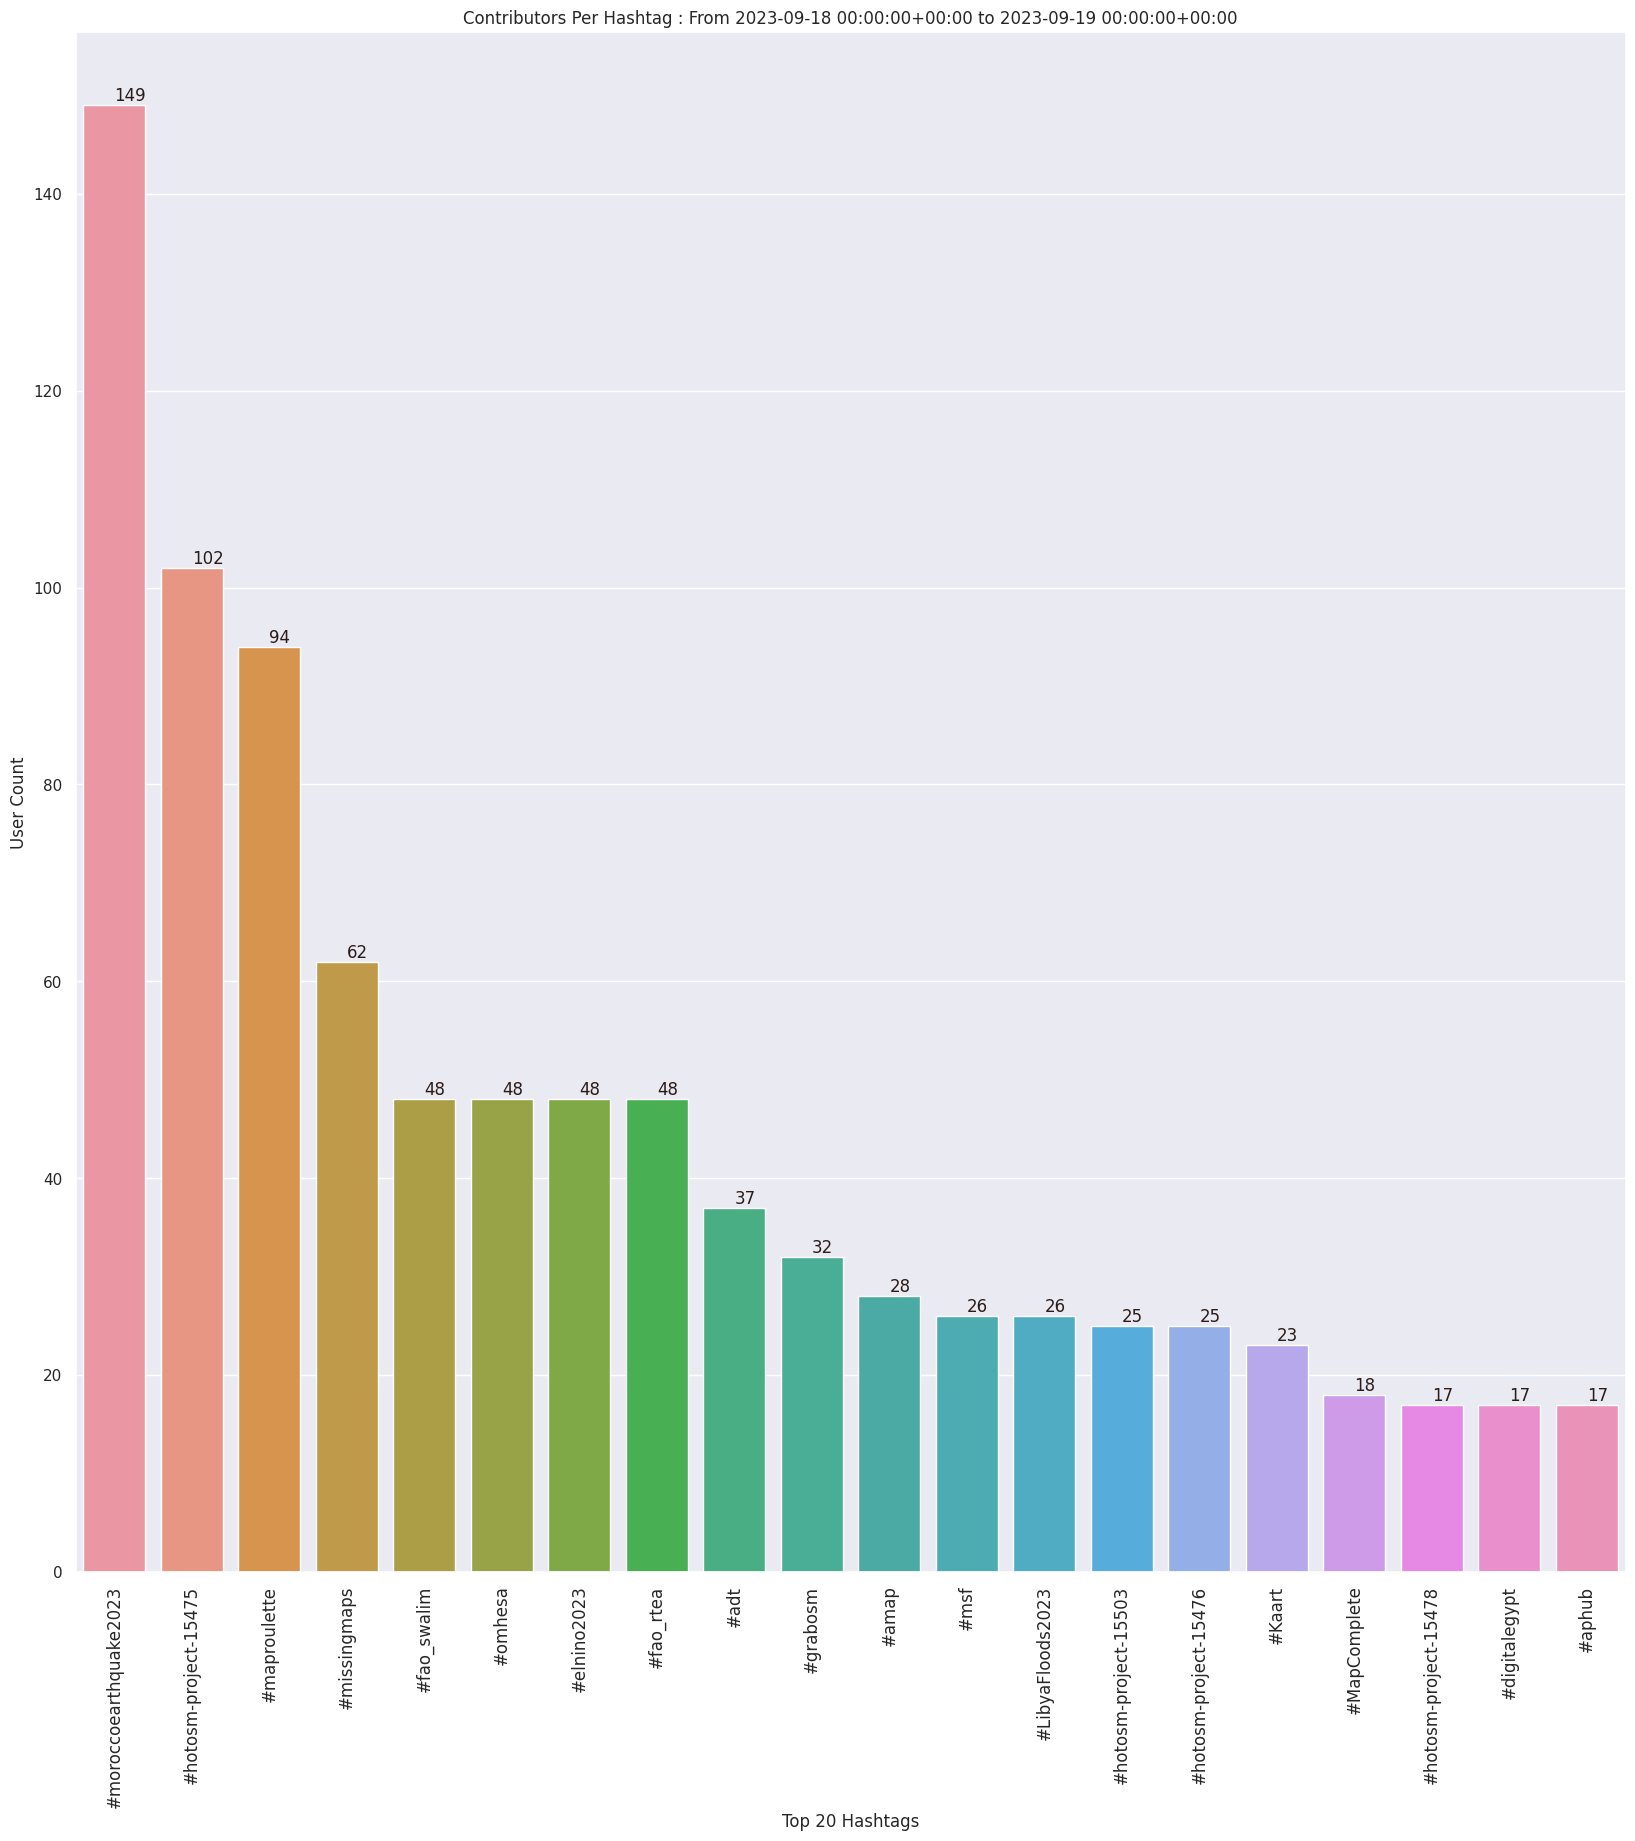 Contributors Per Hashtag : From 2023-09-18 00:00:00+00:00 to 2023-09-19 00:00:00+00:00
User Count
140
120
100
80
60
40
20
0
149
102
94
62
48
48
48
48
37
32
28
26
26
25
25
23
18
17
17
17
#moroccoearthquake2023
#hotosm-project-15475
#maproulette
#missingmaps
#fao_swalim
#omhesa
#elnino2023
#fao_rtea
#adt
#grabosm
#amap
#msf
#LibyaFloods2023
#hotosm-project-15503
#hotosm-project-15476
#Kaart
#MapComplete
#hotosm-project-15478
#digitalegypt
#aphub
Top 20 Hashtags